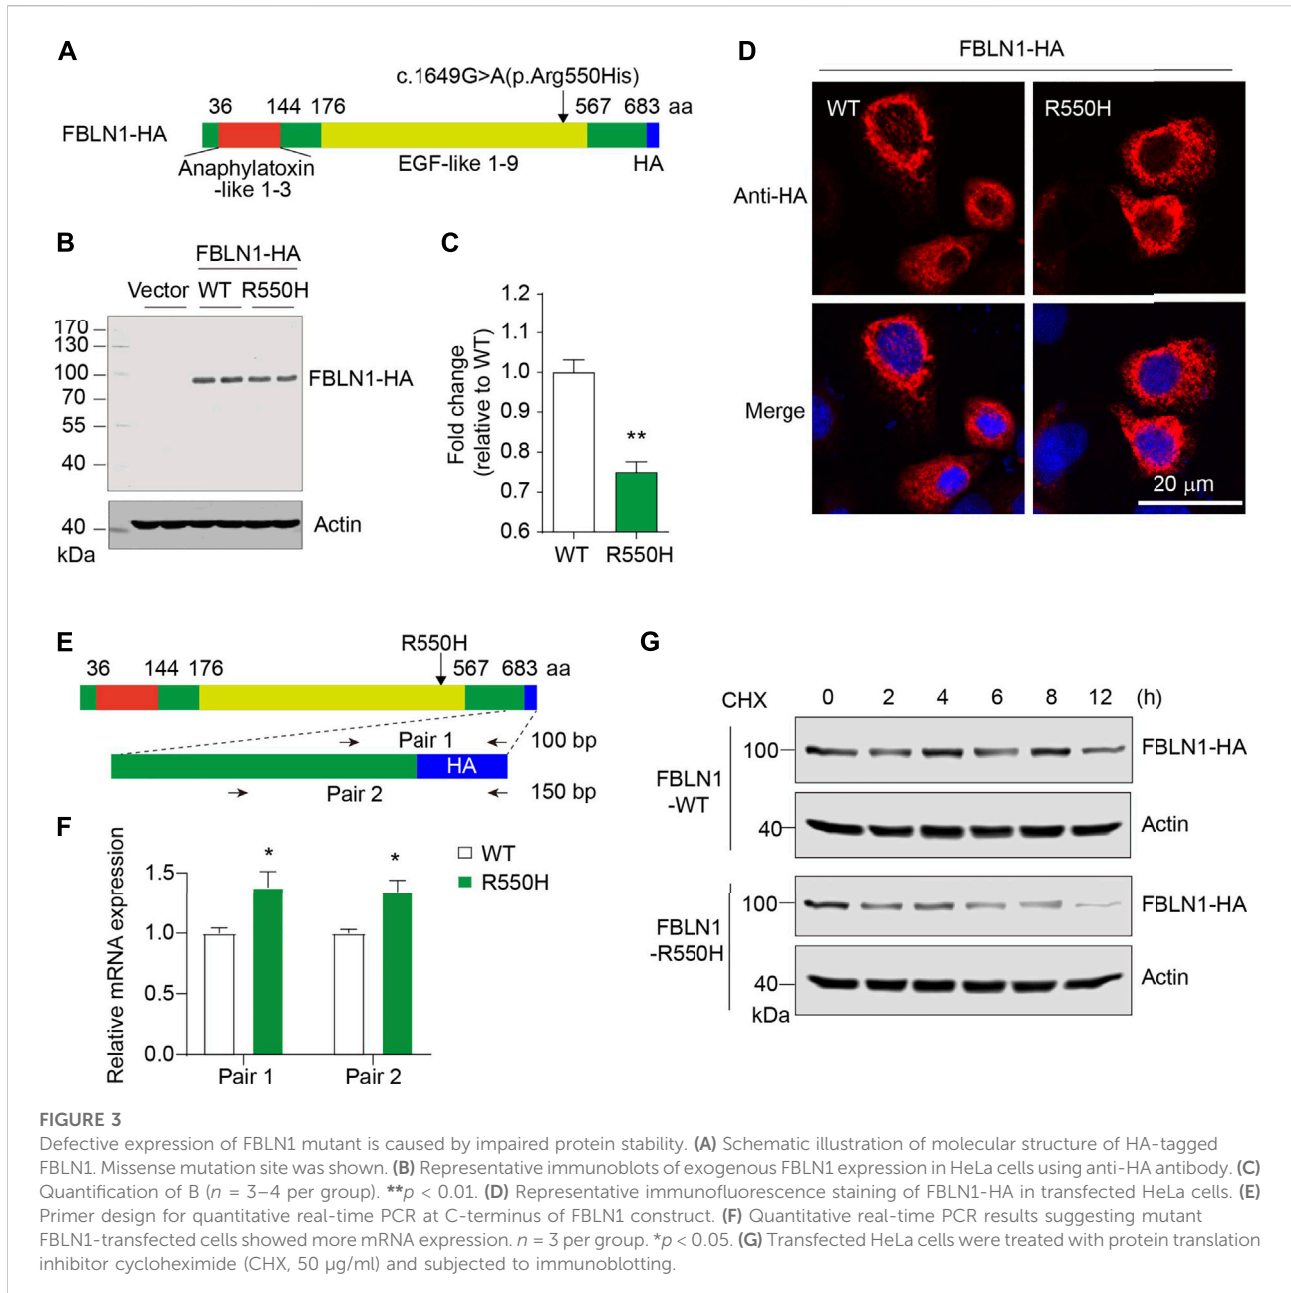 A
c.1649G>A(p.Arg550His)
36 144 176 567 683 aa
FBLN1-HA
Anaphylatoxin
-like 1-3
EGF-like 1-9
HA
B
FBLN1-HA
Vector WT R550H
170
130
100
70
55
40
FBLN1-HA
40
kDa
Actin
C
Fold change
(relative to WT)
1.2
1.1
1.0
0.9
0.8
0.7
0.6
**
WT R550H
D
FBLN1-HA
WT R550H
Anti-HA
Merge
20 μm
E
R550H
36 144 176 567 683 aa
Pair 1 100 bp
HA
Pair 2 150 bp
F
Relative mRNA expression
1.5
1.0
0.5
0.0
* *
WT
R550H
Pair 1 Pair 2
G
CHX 0 2 4 6 8 12 (h)
FBLN1
-WT
100 FBLN1-HA
40 Actin
FBLN1
-R550H
100 FBLN1-HA
40 Actin
kDa
FIGURE 3
Defective expression of FBLN1 mutant is caused by impaired protein stability. (A) Schematic illustration of molecular structure of HA-tagged
FBLN1. Missense mutation site was shown. (B) Representative immunoblots of exogenous FBLN1 expression in HeLa cells using anti-HA antibody. (C)
Quantification of B (n = 3–4 per group). **p < 0.01. (D) Representative immunofluorescence staining of FBLN1-HA in transfected HeLa cells. (E)
Primer design for quantitative real-time PCR at C-terminus of FBLN1 construct. (F) Quantitative real-time PCR results suggesting mutant
FBLN1-transfected cells showed more mRNA expression. n = 3 per group. *p < 0.05. (G) Transfected HeLa cells were treated with protein translation
inhibitor cycloheximide (CHX, 50 μg/ml) and subjected to immunoblotting.